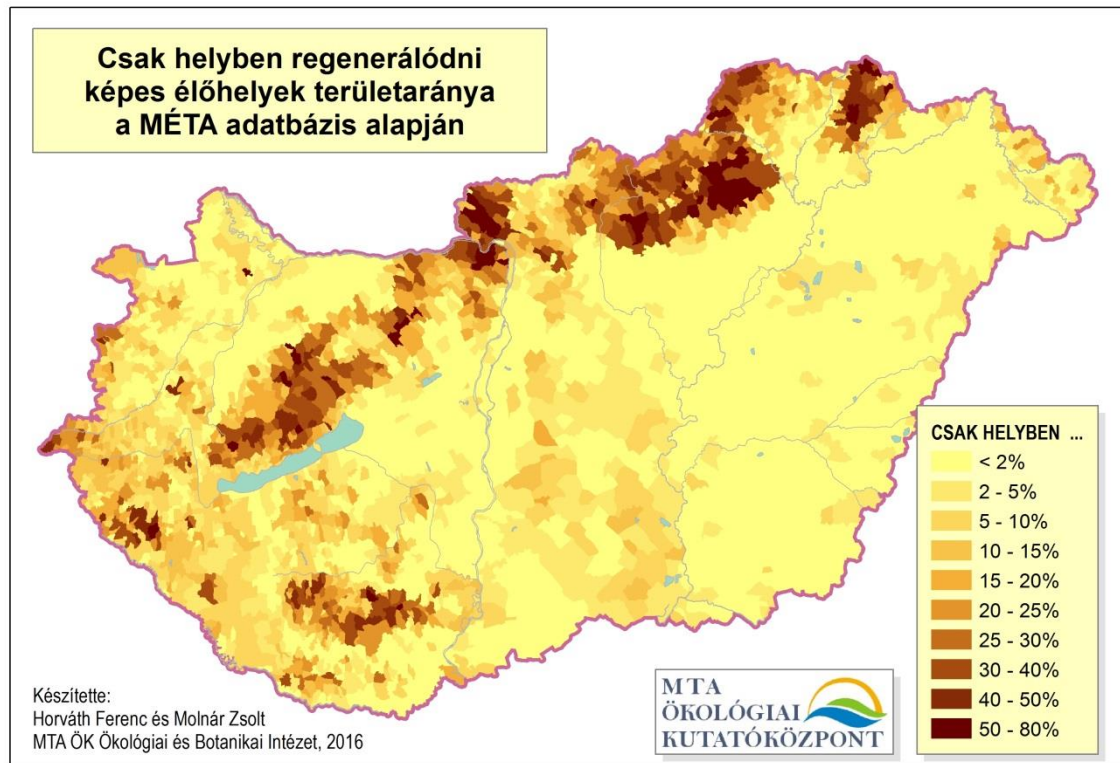 Csak helyben regenerálódni
képes élőhelyek területaránya
a MÉTA adatbázis alapján
CSAK HELYBEN ...
< 2%
2 - 5%
5 - 10%
10 - 15%
15 - 20%
20 - 25%
25 - 30%
30 - 40%
40 - 50%
50 - 80%
Készítette:
Horváth Ferenc és Molnár Zsolt
MTA ÖK Ökológiai és Botanikai Intézet, 2016
MTA
ÖKOLÓGIAI
KUTATÓKÖZPONT